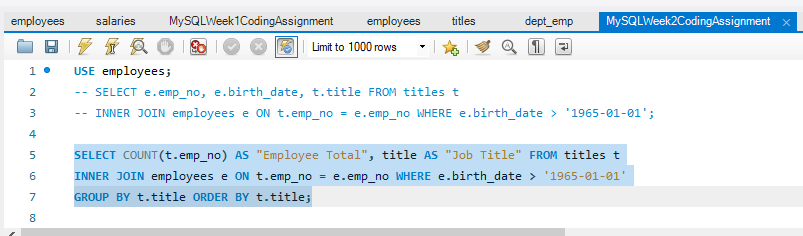 employees salaries MySQLWeek1CodingAssignment employees titles dept_emp MySQLWeek2CodingAssignment
Limit to 1000 rows
1 USE employees;
2 -- SELECT e.emp_no, e.birth_date, t.title FROM titles t
3 -- INNER JOIN employees e ON t.emp_no = e.emp_no WHERE e.birth_date > '1965-01-01';
4
5 SELECT COUNT(t.emp_no) AS "Employee Total", title AS "Job Title" FROM titles t
6 INNER JOIN employees e ON t.emp_no = e.emp_no WHERE e.birth_date > '1965-01-01'
7 GROUP BY t.title ORDER BY t.title;
8